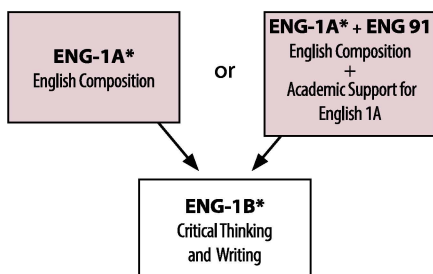 ENG-1A*
English Composition
or
ENG-1A* + ENG 91
English Composition
+
Academic Support for
English 1A
ENG-1B*
Critical Thinking
and Writing